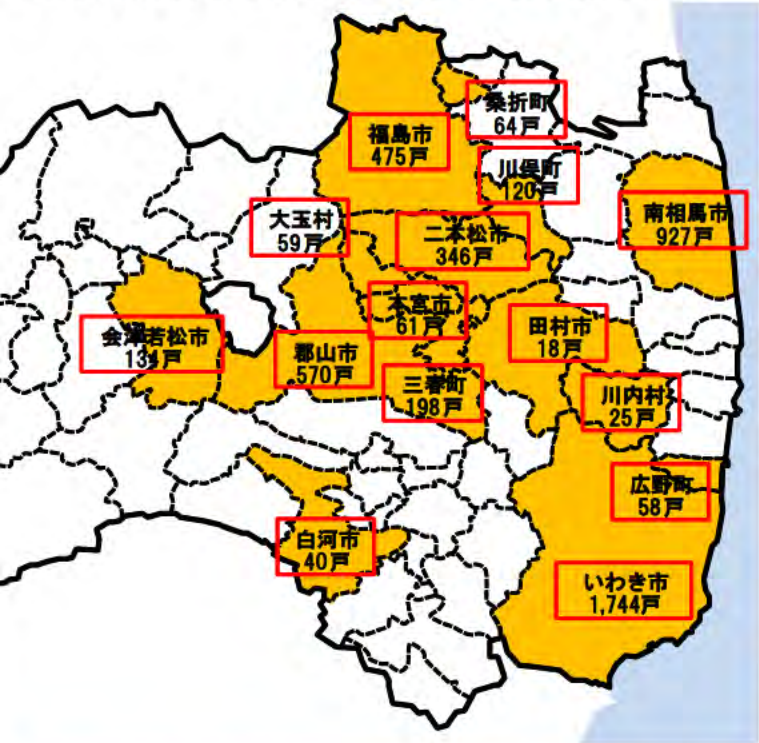 桑折町
64戸
福島市
475戸
川俣町
120戸
大玉村
59戸
南相馬市
927戸
二本松市
346戸
本宮市
61戸
田村市
18戸
会津若松市
134戸
郡山市
570戸
三春町
198戸
川内村
25戸
広野町
58戸
白河市
40戸
いわき市
1,744戸